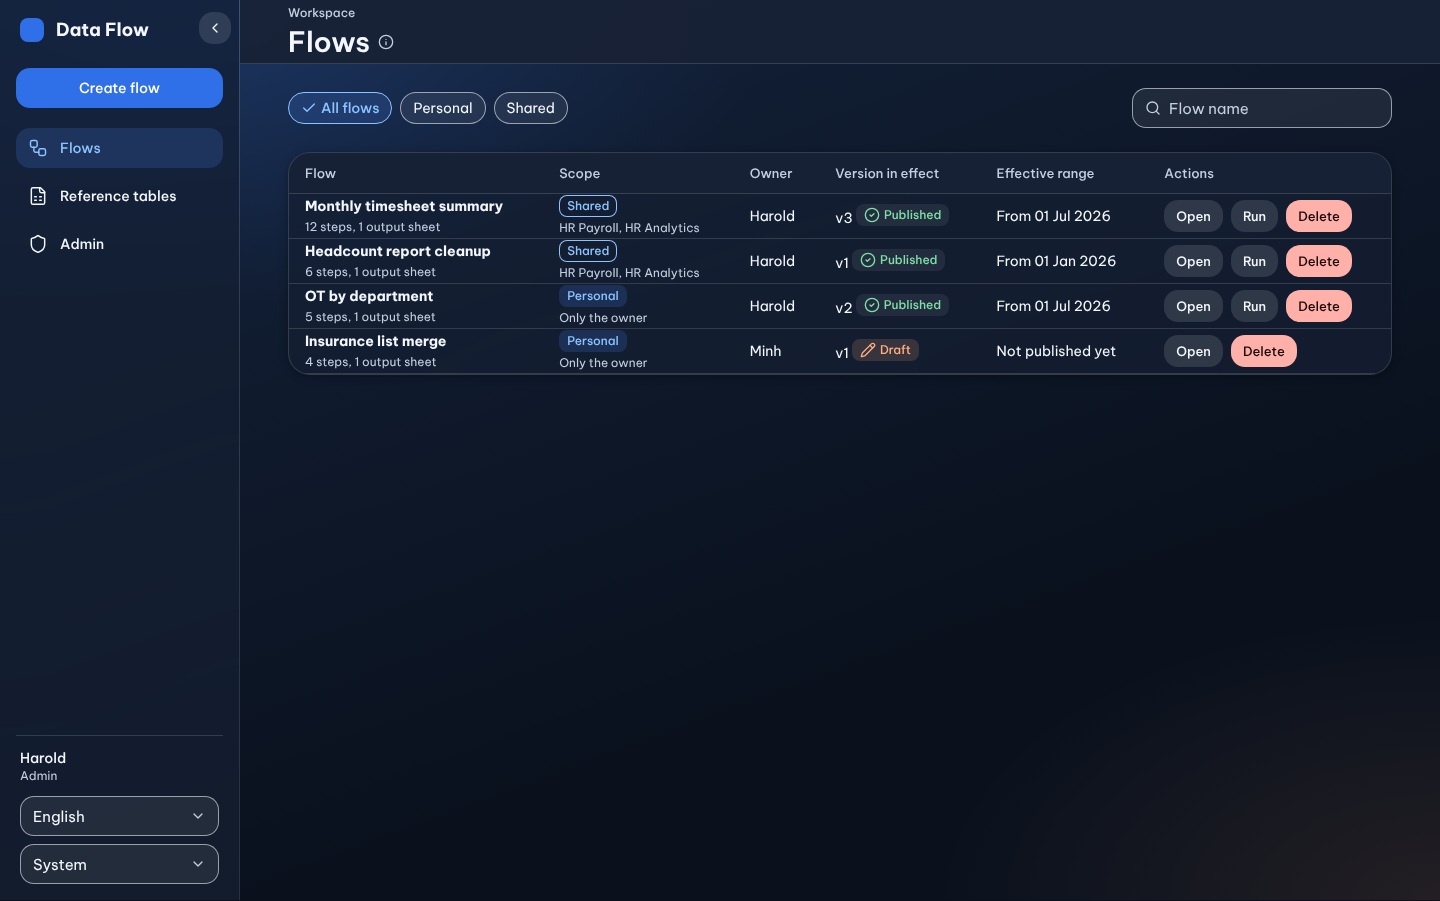 Data Flow
Create flow
Flows
Reference tables
Admin
Harold
Admin
English
System
Workspace
Flows
All flows Personal Shared
Flow name
Flow Scope Owner Version in effect Effective range Actions
Monthly timesheet summary
12 steps, 1 output sheet
Shared
HR Payroll, HR Analytics
Harold
v3 Published
From 01 Jul 2026
Open Run Delete
Headcount report cleanup
6 steps, 1 output sheet
Shared
HR Payroll, HR Analytics
Harold
v1 Published
From 01 Jan 2026
Open Run Delete
OT by department
5 steps, 1 output sheet
Personal
Only the owner
Harold
v2 Published
From 01 Jul 2026
Open Run Delete
Insurance list merge
4 steps, 1 output sheet
Personal
Only the owner
Minh
v1 Draft
Not published yet
Open Delete